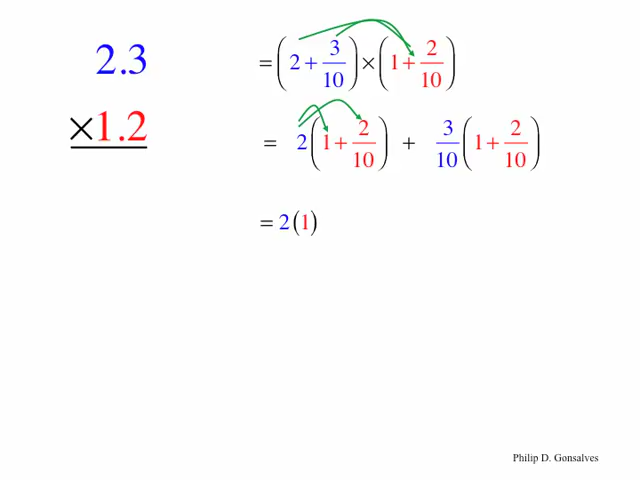 2.3
×1.2
= (2 + 3/10) × (1 + 2/10)
= 2(1 + 2/10) + 3/10(1 + 2/10)
= 2(1)
Philip D. Gonsalves